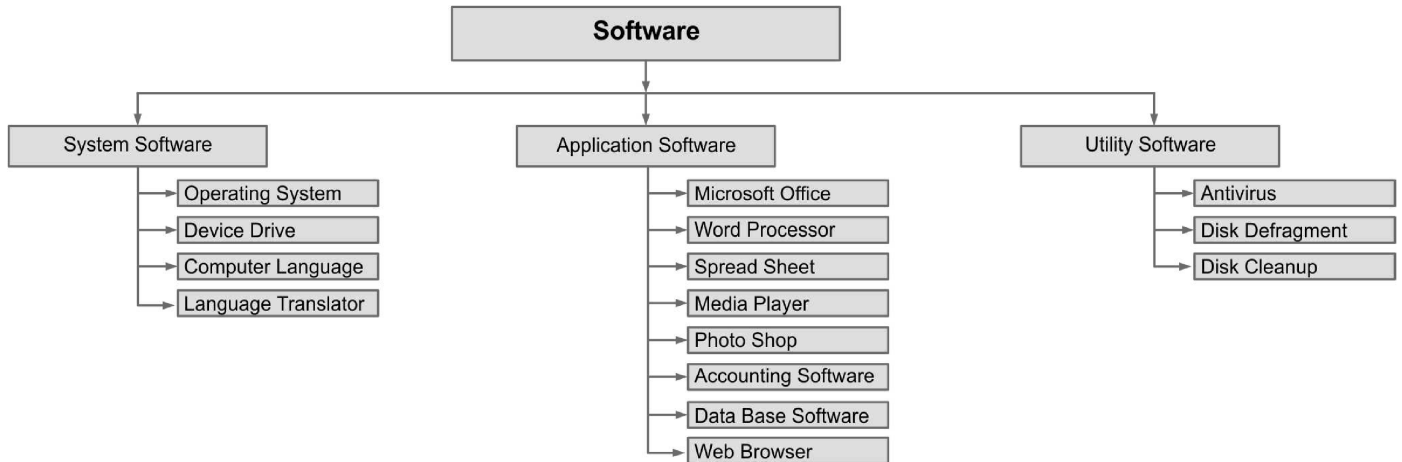 Software
System Software
Operating System
Device Drive
Computer Language
Language Translator
Application Software
Microsoft Office
Word Processor
Spread Sheet
Media Player
Photo Shop
Accounting Software
Data Base Software
Web Browser
Utility Software
Antivirus
Disk Defragment
Disk Cleanup